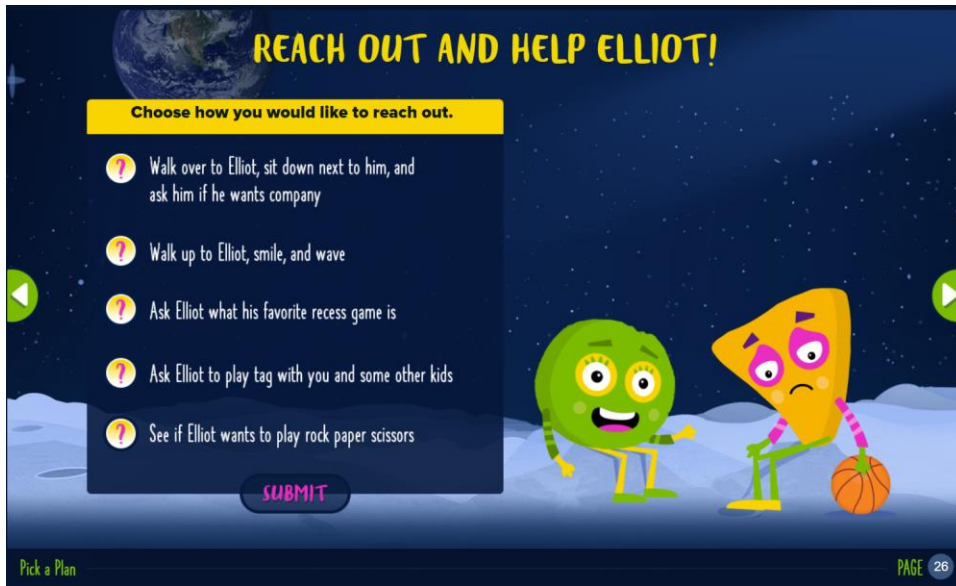 REACH OUT AND HELP ELLIOT!
Choose how you would like to reach out.
? Walk over to Elliot, sit down next to him, and
ask him if he wants company
? Walk up to Elliot, smile, and wave
? Ask Elliot what his favorite recess game is
? Ask Elliot to play tag with you and some other kids
? See if Elliot wants to play rock paper scissors
SUBMIT
Pick a Plan
PAGE 26